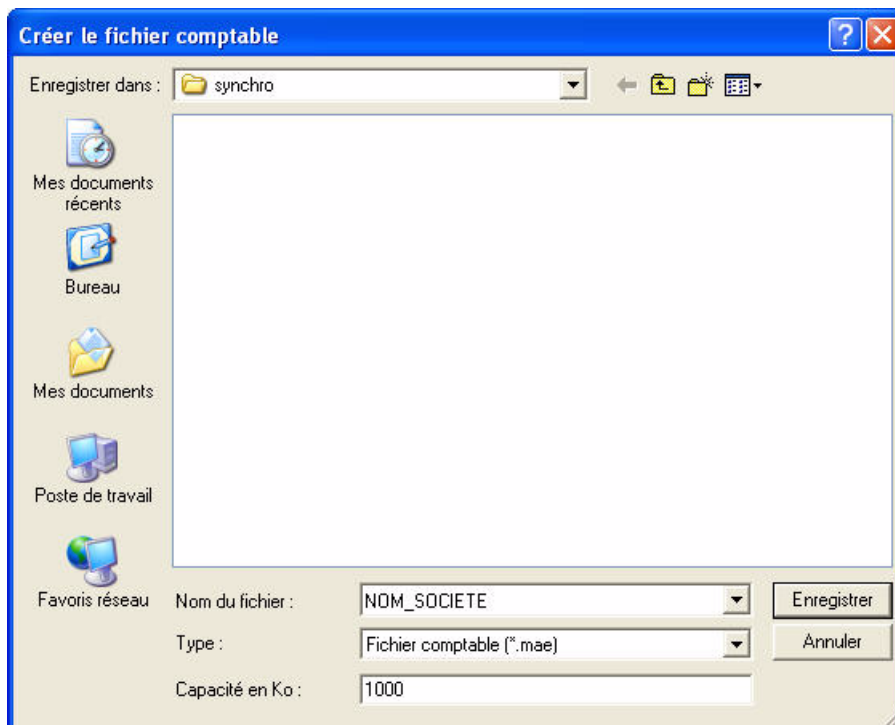 Créer le fichier comptable
Enregistrer dans :
synchro
Mes documents
récents
Bureau
Mes documents
Poste de travail
Favoris réseau
Nom du fichier :
NOM_SOCIETE
Enregistrer
Type :
Fichier comptable (*.mae)
Annuler
Capacité en Ko :
1000